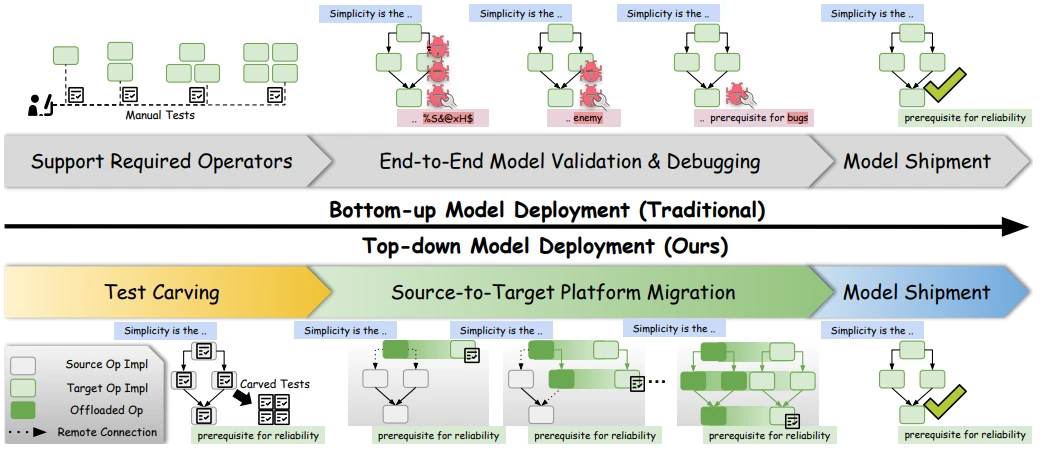 Simplicity is the ..
Simplicity is the ..
Simplicity is the ..
Simplicity is the ..
Manual Tests
.. %S&@xH$
.. enemy
.. prerequisite for bugs
prerequisite for reliability
Support Required Operators
End-to-End Model Validation & Debugging
Model Shipment
Bottom-up Model Deployment (Traditional)
Top-down Model Deployment (Ours)
Test Carving
Source-to-Target Platform Migration
Model Shipment
Simplicity is the ..
Simplicity is the ..
Simplicity is the ..
Simplicity is the ..
Simplicity is the ..
Source Op Impl
Target Op Impl
Offloaded Op
Remote Connection
Carved Tests
...
prerequisite for reliability
prerequisite for reliability
prerequisite for reliability
prerequisite for reliability
prerequisite for reliability